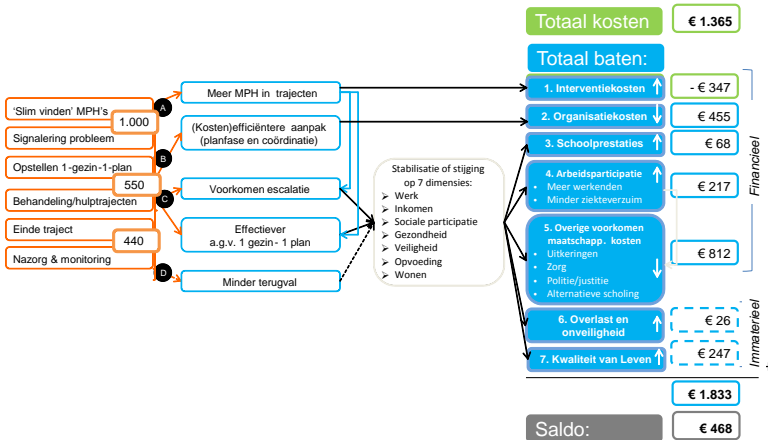 Totaal kosten
€ 1.365
Totaal baten:
'Slim vinden' MPH's
1.000
Signalering probleem
Opstellen 1-gezin-1-plan
550
Behandeling/hulptrajecten
Einde traject
440
Nazorg & monitoring
A
B
C
D
Meer MPH in trajecten
(Kosten)efficiëntere aanpak
(planfase en coördinatie)
Voorkomen escalatie
Effectiever
a.g.v. 1 gezin - 1 plan
Minder terugval
Stabilisatie of stijging
op 7 dimensies:
Werk
Inkomen
Sociale participatie
Gezondheid
Veiligheid
Opvoeding
Wonen
1. Interventiekosten
- € 347
2. Organisatiekosten
€ 455
3. Schoolprestaties
€ 68
4. Arbeidsparticipatie
• Meer werkenden
• Minder ziekteverzuim
€ 217
5. Overige voorkomen
maatschapp. kosten
• Uitkeringen
• Zorg
• Politie/justitie
• Alternatieve scholing
€ 812
6. Overlast en
onveiligheid
€ 26
7. Kwaliteit van Leven
€ 247
Financieel
Immaterieel
€ 1.833
Saldo:
€ 468